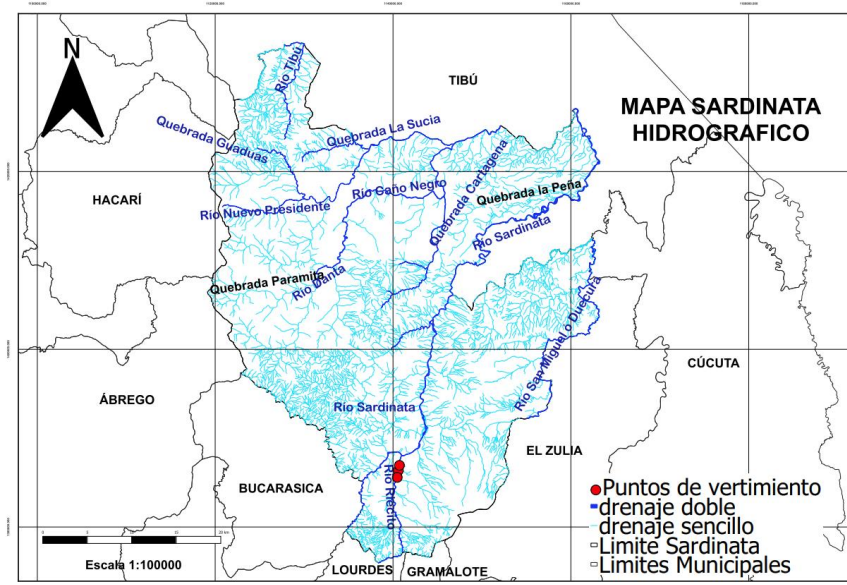 N
TIBÚ
MAPA SARDINATA
HIDROGRAFICO
Río Tibú
Quebrada La Sucia
Quebrada Guaduas
Quebrada Cartagena
HACARÍ
Río Caño Negro
Quebrada la Peña
Río Nuevo Presidente
Río Sardinata
Quebrada Paramita
Río Danta
Río San Miguel o Duecura
CÚCUTA
ÁBREGO
Río Sardinata
EL ZULIA
BUCARASICA
Río Riécito
Puntos de vertimiento
drenaje doble
drenaje sencillo
Limite Sardinata
Limites Municipales
Escala 1:100000
LOURDES
GRAMALOTE